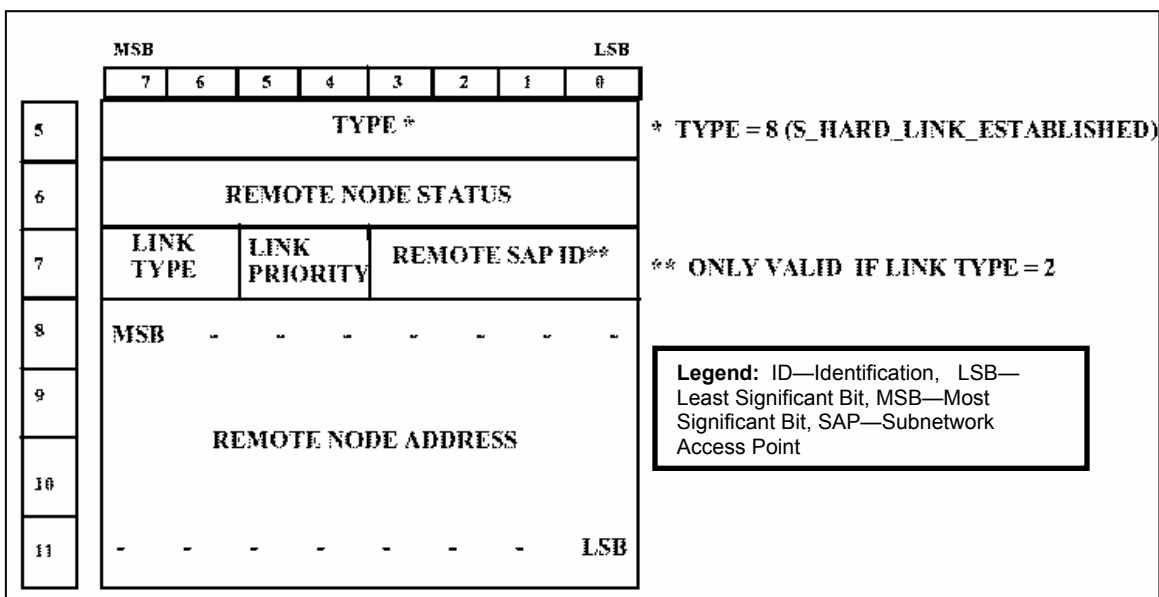 MSB LSB
7 6 5 4 3 2 1 0
5 TYPE * * TYPE = 8 (S_HARD_LINK_ESTABLISHED)
6 REMOTE NODE STATUS
7 LINK TYPE LINK PRIORITY REMOTE SAP ID** ** ONLY VALID IF LINK TYPE = 2
8 MSB - - - - - - -
9
REMOTE NODE ADDRESS
10
11 - - - - - - - LSB
Legend: ID—Identification, LSB—
Least Significant Bit, MSB—Most
Significant Bit, SAP—Subnetwork
Access Point